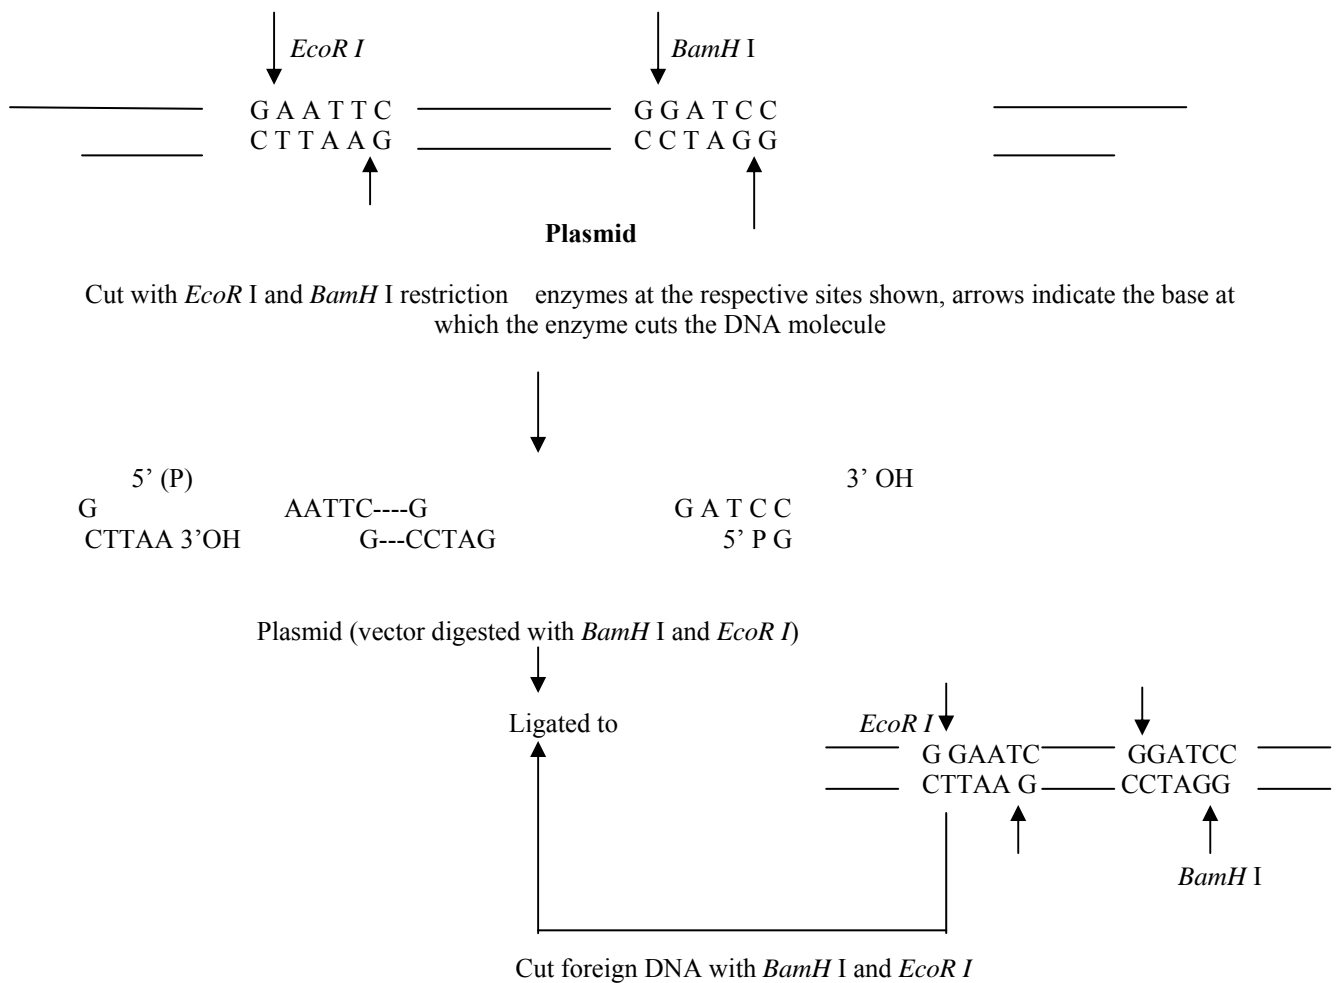 EcoR I
BamH I
G A A T T C
G G A T C C
C T T A A G
C C T A G G
Plasmid
Cut with EcoR I and BamH I restriction enzymes at the respective sites shown, arrows indicate the base at
which the enzyme cuts the DNA molecule
5’ (P)
3’ OH
G
AATTC----G
G A T C C
CTTAA 3’OH
G---CCTAG
5’ P G
Plasmid (vector digested with BamH I and EcoR I)
Ligated to
EcoR I
G GAATC
GGATCC
CTTAA G
CCTAGG
BamH I
Cut foreign DNA with BamH I and EcoR I